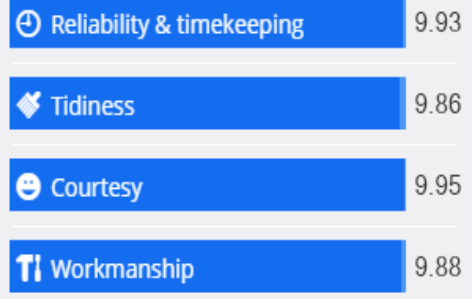 Reliability & timekeeping 9.93
Tidiness 9.86
Courtesy 9.95
Workmanship 9.88